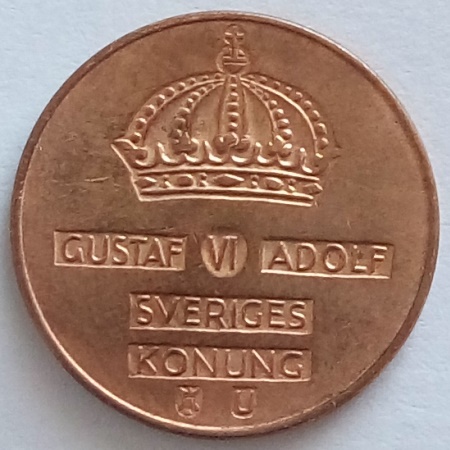 GUSTAF VI ADOLF
SVERIGES
KONUNG
U